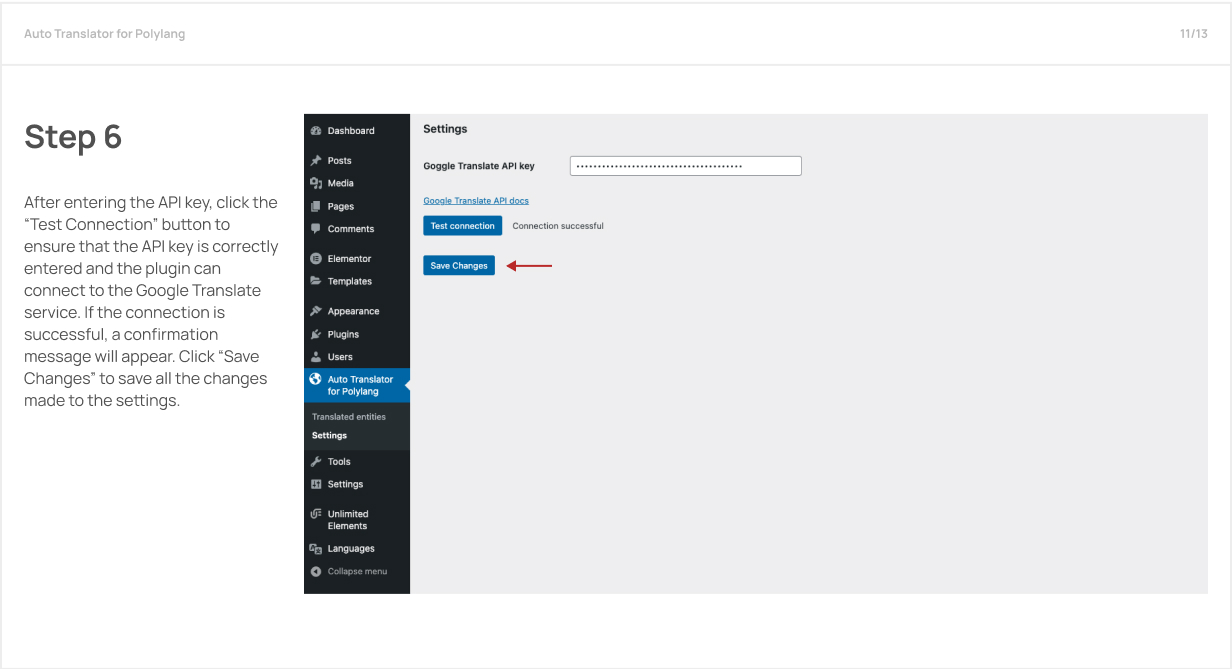 Auto Translator for Polylang
11/13
Step 6
After entering the API key, click the
“Test Connection” button to
ensure that the API key is correctly
entered and the plugin can
connect to the Google Translate
service. If the connection is
successful, a confirmation
message will appear. Click “Save
Changes” to save all the changes
made to the settings.
Dashboard
Posts
Media
Pages
Comments
Elementor
Templates
Appearance
Plugins
Users
Auto Translator
for Polylang
Translated entities
Settings
Tools
Settings
Unlimited
Elements
Languages
Collapse menu
Settings
Goggle Translate API key
Google Translate API docs
Test connection
Connection successful
Save Changes